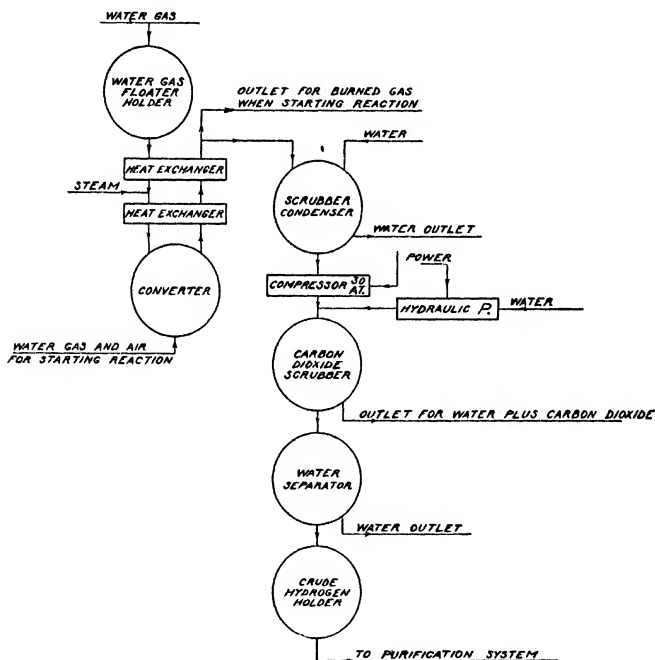 WATER GAS
WATER GAS
FLOATER
HOLDER
OUTLET FOR BURNED GAS
WHEN STARTING REACTION
WATER
HEAT EXCHANGER
STEAM
HEAT EXCHANGER
SCRUBBER
CONDENSER
WATER OUTLET
CONVERTER
POWER
COMPRESSOR 30
AT.
HYDRAULIC P.
WATER
WATER GAS AND AIR
FOR STARTING REACTION
CARBON
DIOXIDE
SCRUBBER
OUTLET FOR WATER PLUS CARBON DIOXIDE
WATER
SEPARATOR
WATER OUTLET
CRUDE
HYDROGEN
HOLDER
TO PURIFICATION SYSTEM